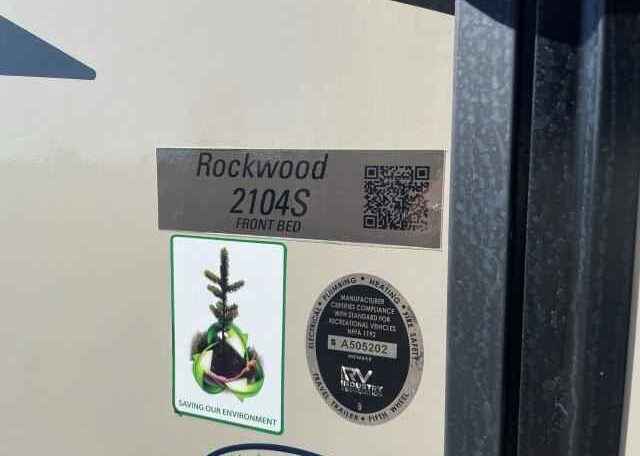 Rockwood
2104S
FRONT BED
SAVING OUR ENVIRONMENT
ELECTRICAL • PLUMBING • HEATING • FIRE SAFETY
MANUFACTURER
CERTIFIES COMPLIANCE
WITH STANDARD FOR
RECREATIONAL VEHICLES
NFPA 1192
A505202
RV
INDUSTRY
ASSOCIATION
TRAVEL TRAILER • FIFTH WHEEL